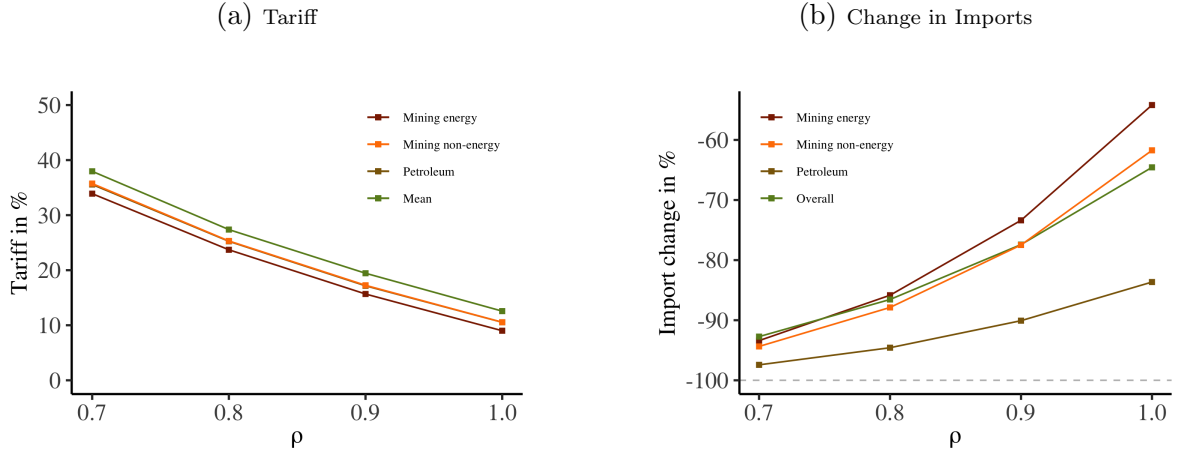 (a) Tariff
50
40
30
20
10
0
Tariff in %
Mining energy
Mining non-energy
Petroleum
Mean
0.7 0.8 0.9 1.0
ρ
(b) Change in Imports
-60
-70
-80
-90
-100
Import change in %
Mining energy
Mining non-energy
Petroleum
Overall
0.7 0.8 0.9 1.0
ρ